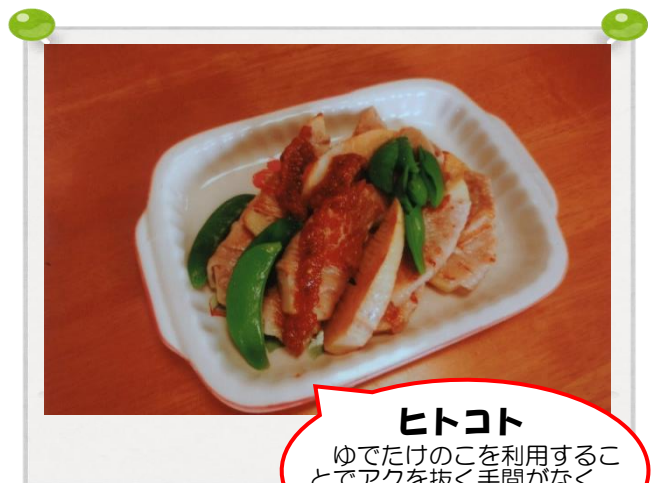 ヒトコト
ゆでたけのこを利用するこ
とでアクを抜く手間がなく